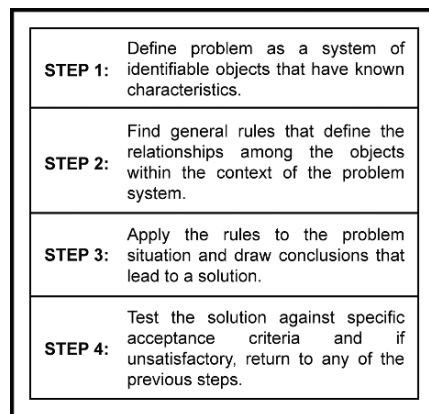 STEP 1:
Define problem as a system of
identifiable objects that have known
characteristics.
STEP 2:
Find general rules that define the
relationships among the objects
within the context of the problem
system.
STEP 3:
Apply the rules to the problem
situation and draw conclusions that
lead to a solution.
STEP 4:
Test the solution against specific
acceptance criteria and if
unsatisfactory, return to any of the
previous steps.